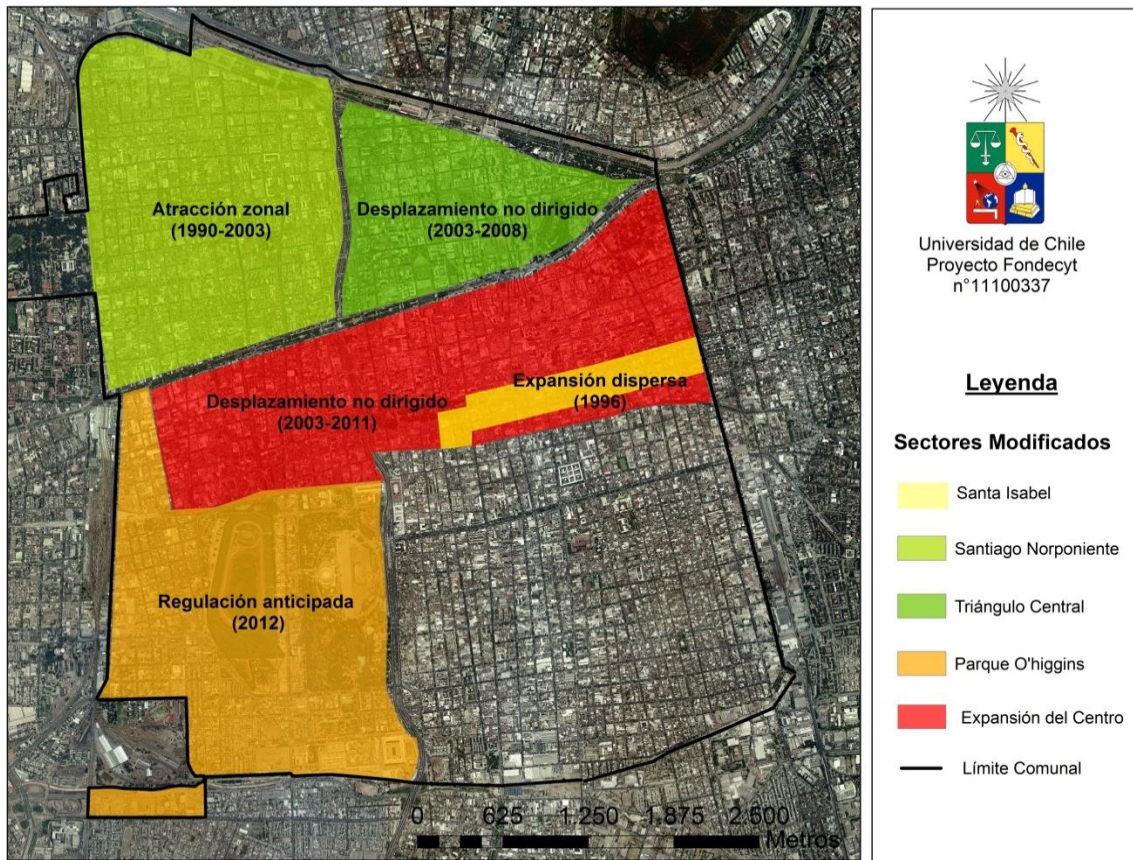 Atracción zonal
(1990-2003)
Desplazamiento no dirigido
(2003-2008)
Expansión dispersa
(1996)
Desplazamiento no dirigido
(2003-2011)
Regulación anticipada
(2012)
0 625 1.250 1.875 2.500
Metros
Universidad de Chile
Proyecto Fondecyt
n°11100337
Leyenda
Sectores Modificados
Santa Isabel
Santiago Norponiente
Triángulo Central
Parque O'higgins
Expansión del Centro
Límite Comunal